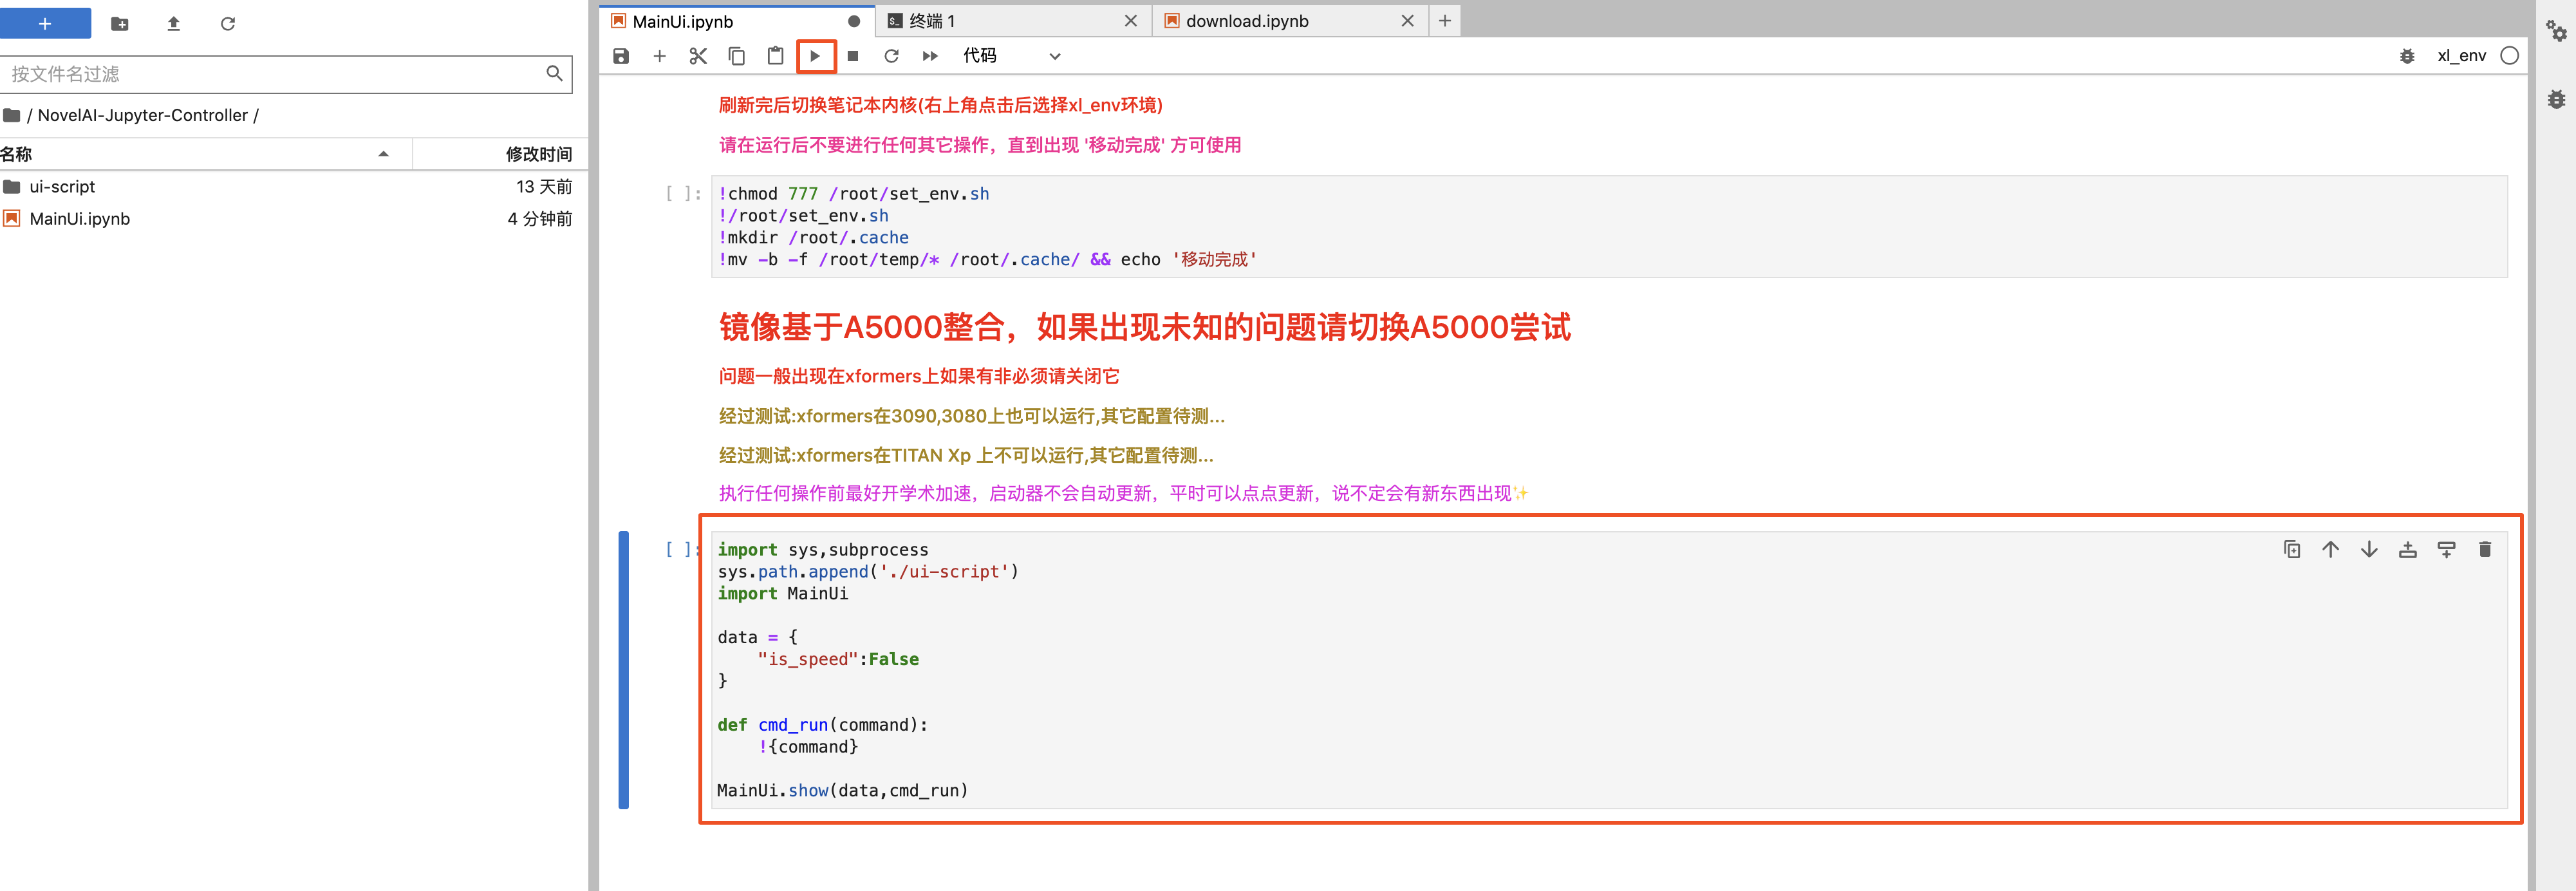 MainUi.ipynb
终端 1
download.ipynb
按文件名过滤
代码
xl_env
/ NovelAI-Jupyter-Controller /
名称
修改时间
ui-script
13 天前
MainUi.ipynb
4 分钟前
刷新完后切换笔记本内核(右上角点击后选择xl_env环境)
请在运行后不要进行任何其它操作，直到出现 '移动完成' 方可使用
[ ]:
!chmod 777 /root/set_env.sh
!/root/set_env.sh
!mkdir /root/.cache
!mv -b -f /root/temp/* /root/.cache/ && echo '移动完成'
镜像基于A5000整合，如果出现未知的问题请切换A5000尝试
问题一般出现在xformers上如果有非必须请关闭它
经过测试:xformers在3090,3080上也可以运行,其它配置待测...
经过测试:xformers在TITAN Xp 上不可以运行,其它配置待测...
执行任何操作前最好开学术加速，启动器不会自动更新，平时可以点点更新，说不定会有新东西出现✨
[ ]:
import sys,subprocess
sys.path.append('./ui-script')
import MainUi
data = {
"is_speed":False
}
def cmd_run(command):
!{command}
MainUi.show(data,cmd_run)